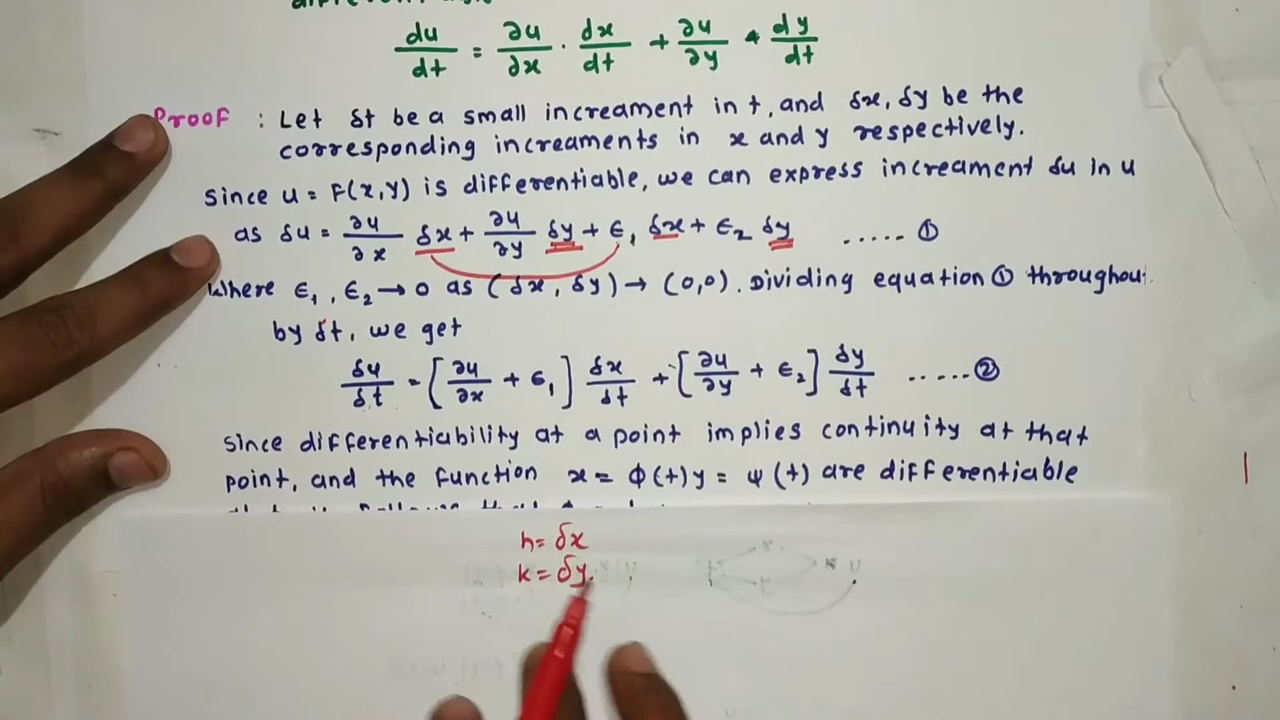 du/dt = ∂u/∂x · dx/dt + ∂u/∂y * dy/dt
Proof : Let δt be a small increament in t, and δx, δy be the
corresponding increaments in x and y respectively.
Since u = F(x,y) is differentiable, we can express increament δu in u
as δu = ∂u/∂x δx + ∂u/∂y δy + ϵ₁ δx + ϵ₂ δy ..... ①
Where ϵ₁, ϵ₂ → 0 as (δx, δy) → (0,0). Dividing equation ① throughout
by δt, we get
δu/δt = [∂u/∂x + ϵ₁] δx/δt + [∂u/∂y + ϵ₂] δy/δt ...... ②
Since differentiability at a point implies continuity at that
point, and the function x = Φ(t) y = Ψ(t) are differentiable
h = δx
k = δy